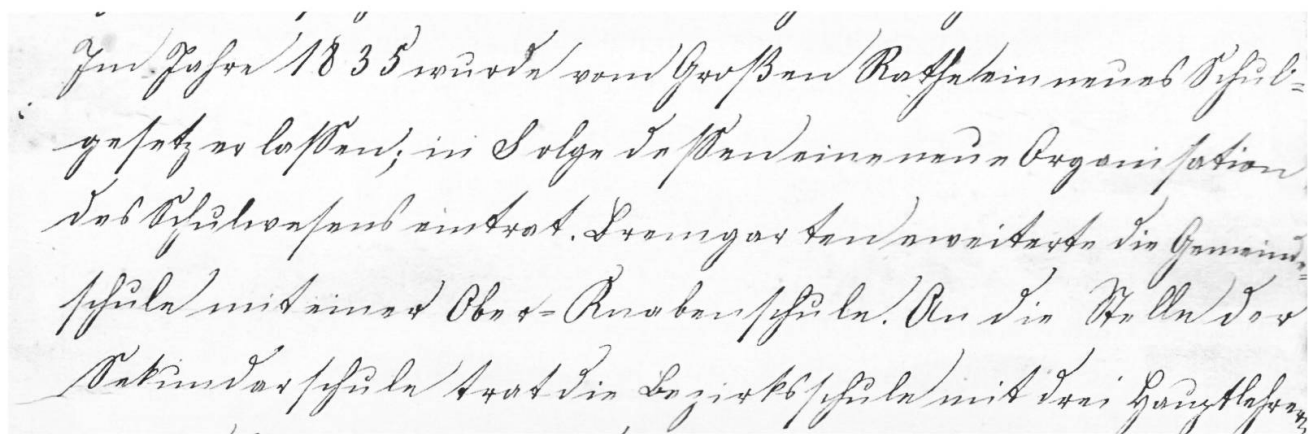 Im Jahre 1835 wurde vom Großen Rathe ein neues Schul=
gesetz erlassen; in Folge dessen eine neue Organisation
des Schulwesens eintrat. Bremgarten erweiterte die Gemeind=
schule mit einer Ober=Knabenschule. An die Stelle der
Sekundarschule trat die Bezirksschule mit drei Hauptlehrern